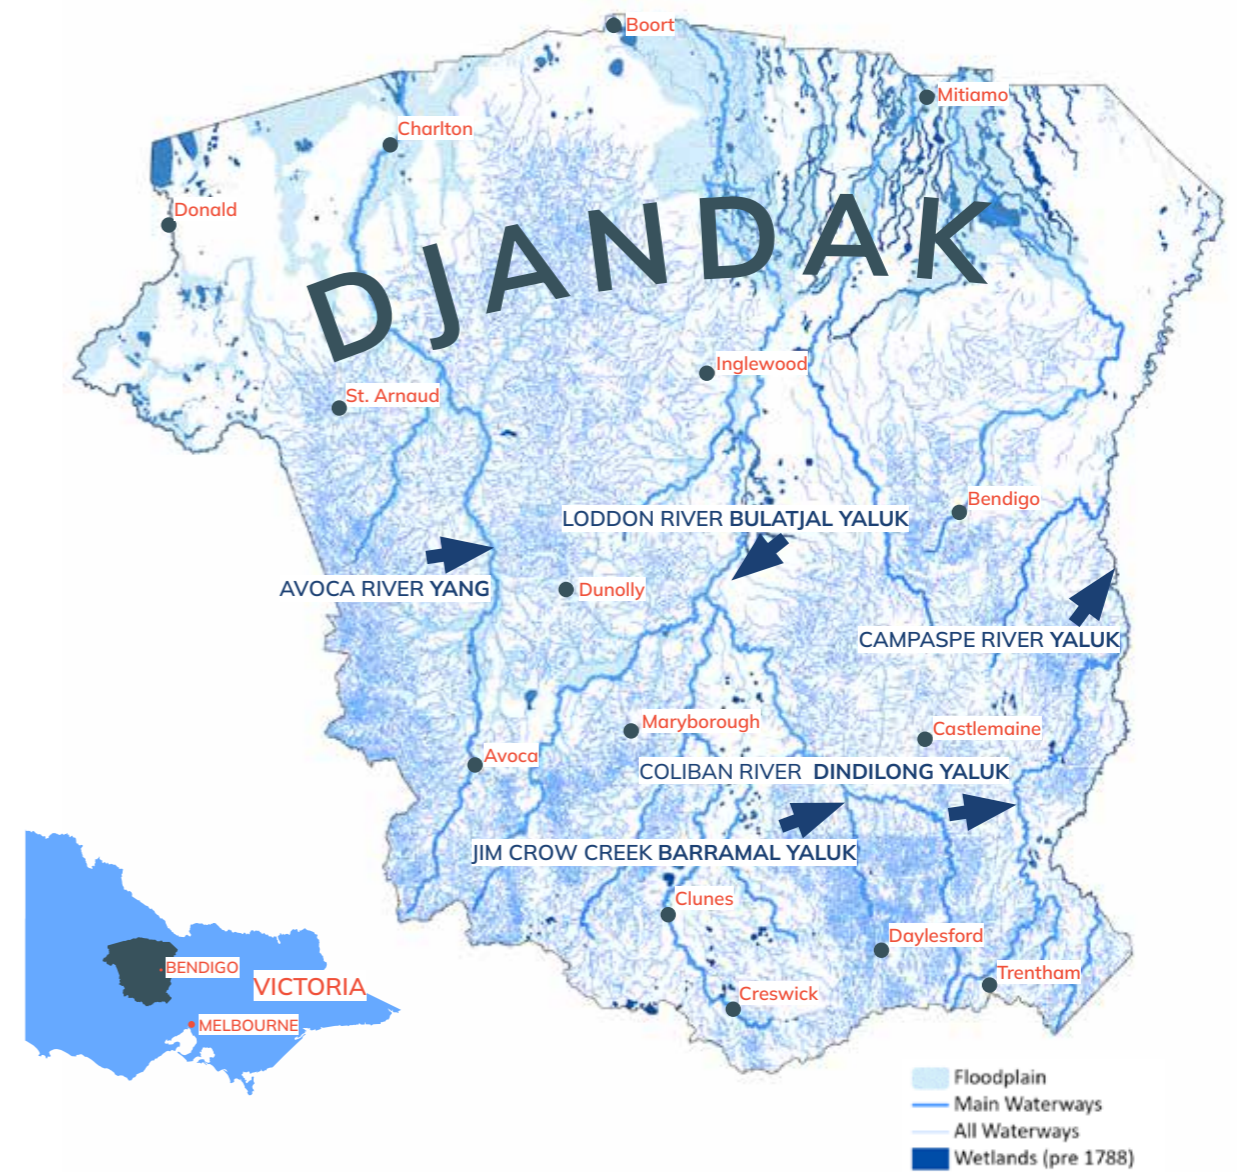 Boort
Mitiamo
Charlton
Donald
DJANDAK
Inglewood
St. Arnaud
Bendigo
LODDON RIVER BULATJAL YALUK
AVOCA RIVER YANG
Dunolly
CAMPASPE RIVER YALUK
Maryborough
Castlemaine
Avoca
COLIBAN RIVER DINDILONG YALUK
JIM CROW CREEK BARRAMAL YALUK
Clunes
Daylesford
Trentham
Creswick
BENDIGO
VICTORIA
MELBOURNE
Floodplain
Main Waterways
All Waterways
Wetlands (pre 1788)